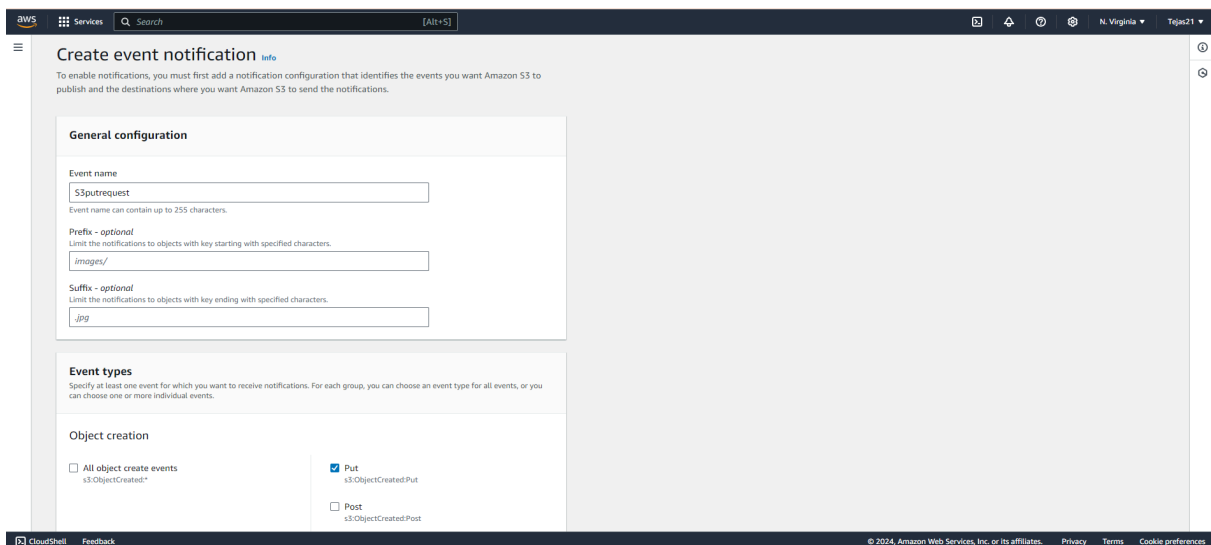 aws
Services
Search
[Alt+S]
N. Virginia
Tejas21
Create event notification Info
To enable notifications, you must first add a notification configuration that identifies the events you want Amazon S3 to
publish and the destinations where you want Amazon S3 to send the notifications.
General configuration
Event name
S3putrequest
Event name can contain up to 255 characters.
Prefix - optional
Limit the notifications to objects with key starting with specified characters.
images/
Suffix - optional
Limit the notifications to objects with key ending with specified characters.
.jpg
Event types
Specify at least one event for which you want to receive notifications. For each group, you can choose an event type for all events, or you
can choose one or more individual events.
Object creation
All object create events
s3:ObjectCreated:*
Put
s3:ObjectCreated:Put
Post
s3:ObjectCreated:Post
CloudShell
Feedback
© 2024, Amazon Web Services, Inc. or its affiliates.
Privacy
Terms
Cookie preferences